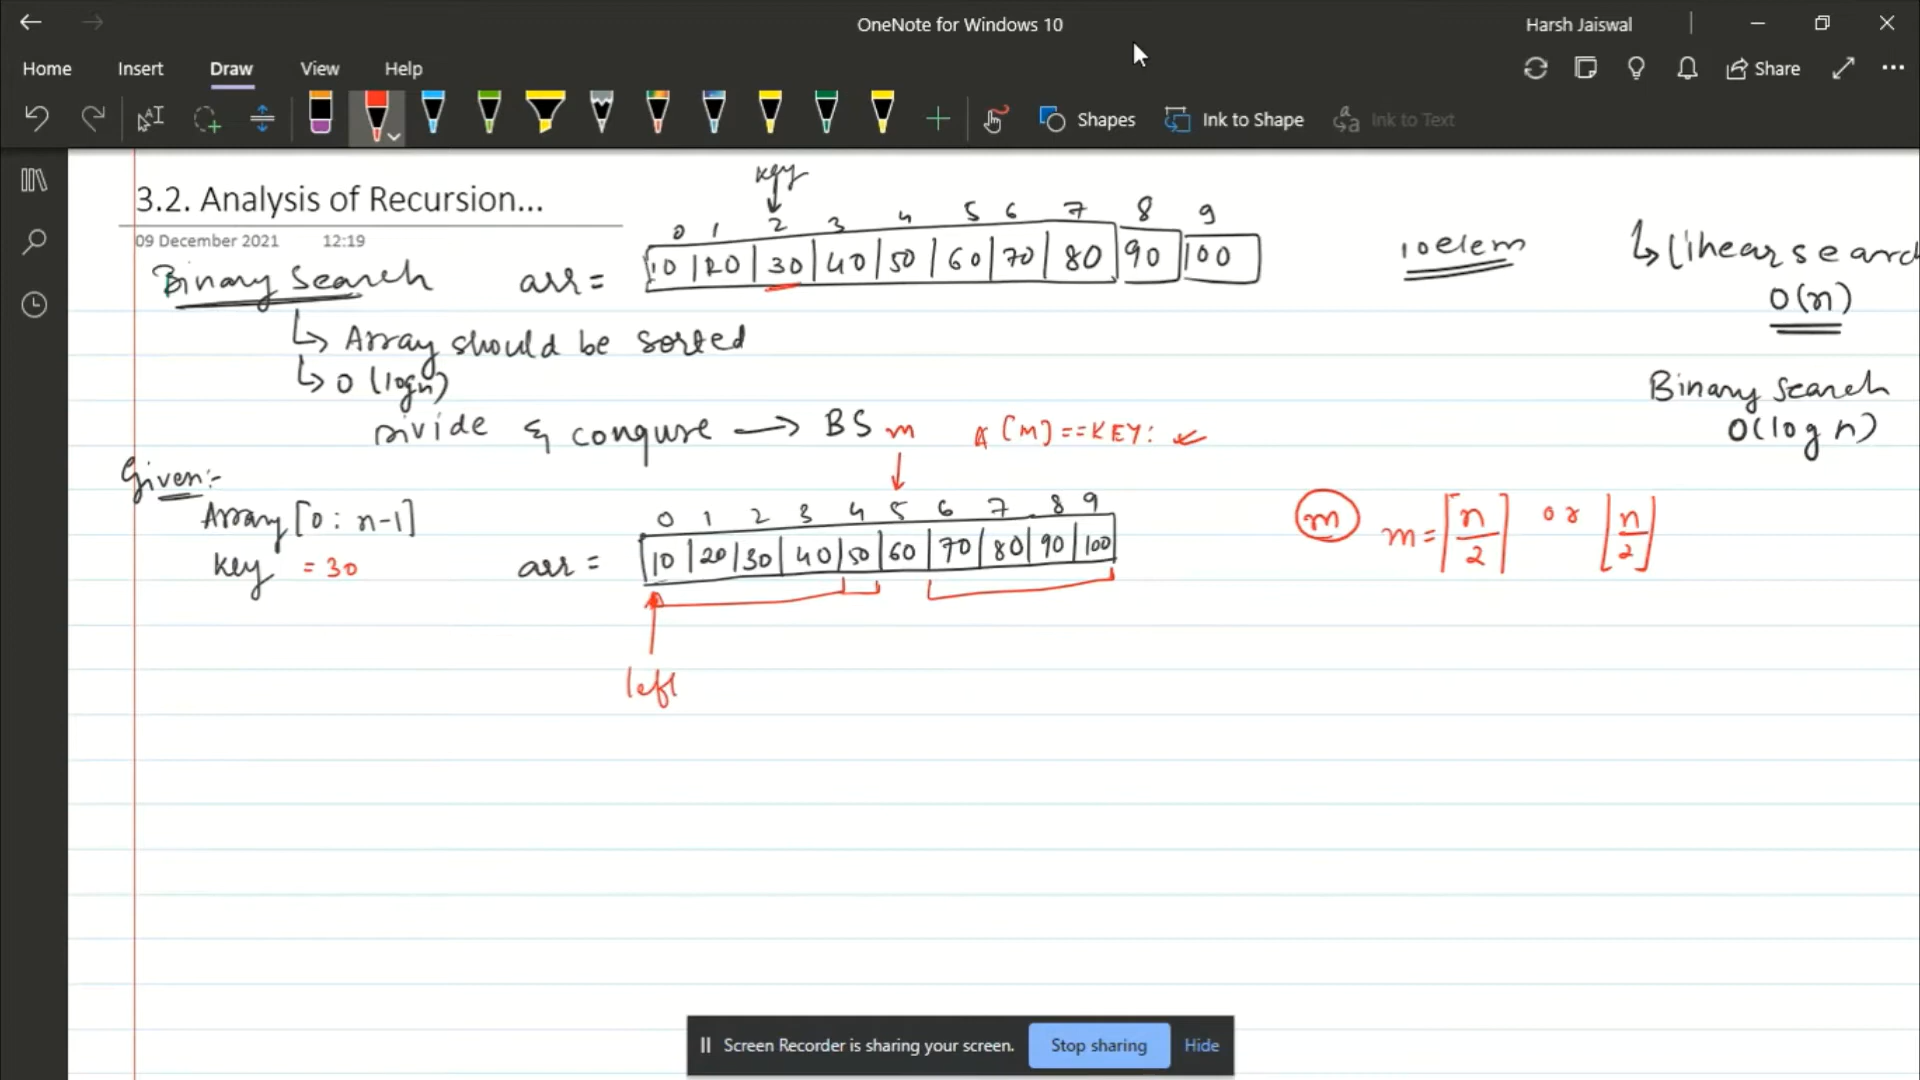 OneNote for Windows 10
Harsh Jaiswal
Home Insert Draw View Help
Share
Shapes Ink to Shape Ink to Text
3.2. Analysis of Recursion...
09 December 2021 12:19
key
0 1 2 3 4 5 6 7 8 9
Binary Search arr = 10 20 30 40 50 60 70 80 90 100
10 elem
↳ Linear search
O(n)
↳ Array should be sorted
↳ O(logn)
Binary search
O(log n)
Divide & conqure → BS m A[M]==KEY:
Given:-
Array [0: n-1]
key = 30
0 1 2 3 4 5 6 7 8 9
arr = 10 20 30 40 50 60 70 80 90 100
m m = ⌈n/2⌉ or ⌊n/2⌋
left
Screen Recorder is sharing your screen. Stop sharing Hide